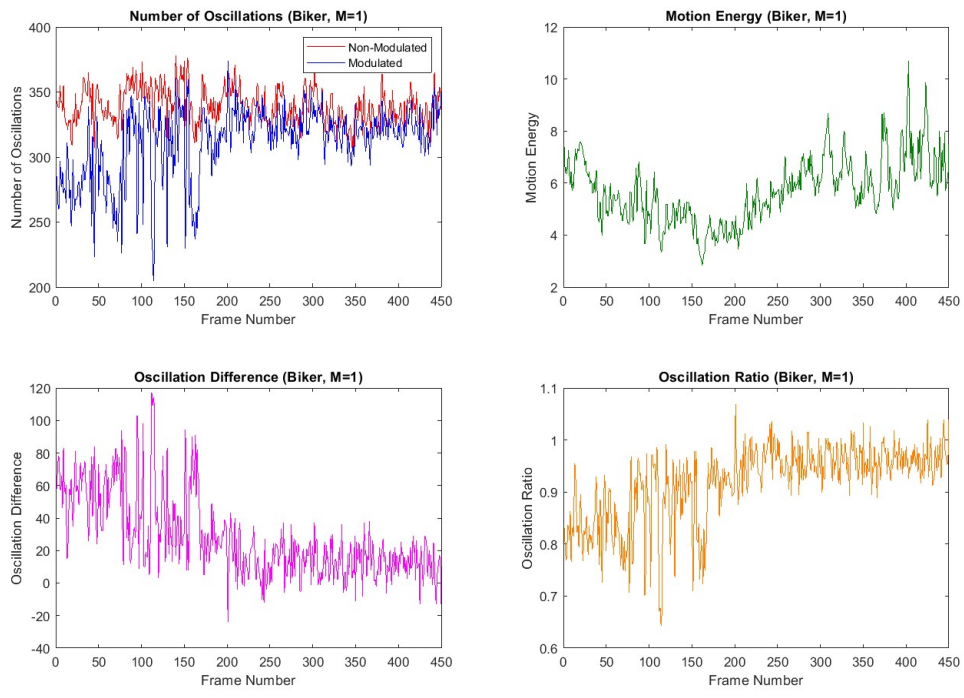 Number of Oscillations (Biker, M=1)
400
350
300
250
200
Number of Oscillations
Non-Modulated
Modulated
0 50 100 150 200 250 300 350 400 450
Frame Number
Motion Energy (Biker, M=1)
12
10
8
6
4
2
Motion Energy
0 50 100 150 200 250 300 350 400 450
Frame Number
Oscillation Difference (Biker, M=1)
120
100
80
60
40
20
0
-20
-40
Oscillation Difference
0 50 100 150 200 250 300 350 400 450
Frame Number
Oscillation Ratio (Biker, M=1)
1.1
1
0.9
0.8
0.7
0.6
Oscillation Ratio
0 50 100 150 200 250 300 350 400 450
Frame Number